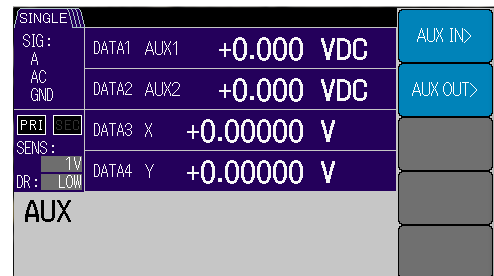 SINGLE
SIG:
A
AC
GND
DATA1 AUX1 +0.000 VDC
DATA2 AUX2 +0.000 VDC
PRI SEC
SENS:
1V
DR: LOW
DATA3 X +0.00000 V
DATA4 Y +0.00000 V
AUX
AUX IN>
AUX OUT>